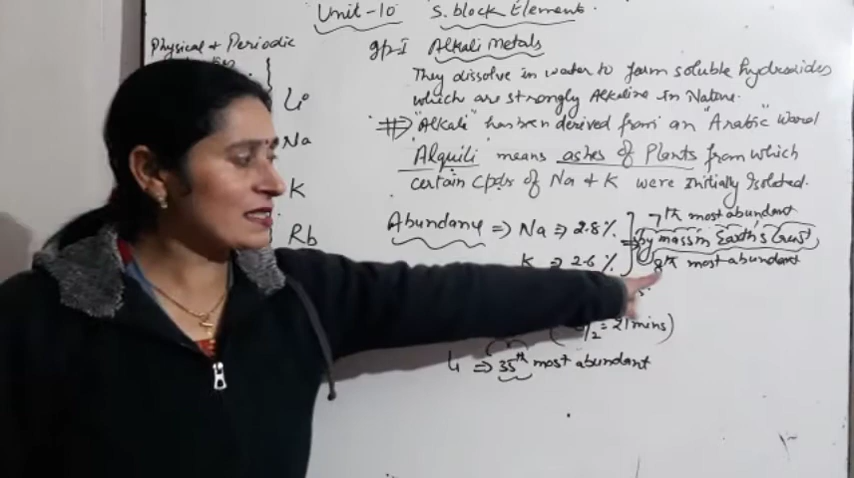 Unit-10 S.block Elements.
Physical & Periodic
gp-I Alkali Metals
They dissolve in water to form soluble hydroxides
which are strongly Alkaline in Nature.
"Alkali" has been derived from an "Arabic" Word
"Alquili" means ashes of Plants from which
certain Cpds of Na & K were Initially Isolated.
Li
Na
K
Rb
Abundany ⇒ Na ⇒ 2.8%
K ⇒ 2.6%
7th most abundant
⇒ by mass in Earth's Crust
8th most abundant
1/2 = 21 mins)
Li ⇒ 35th most abundant